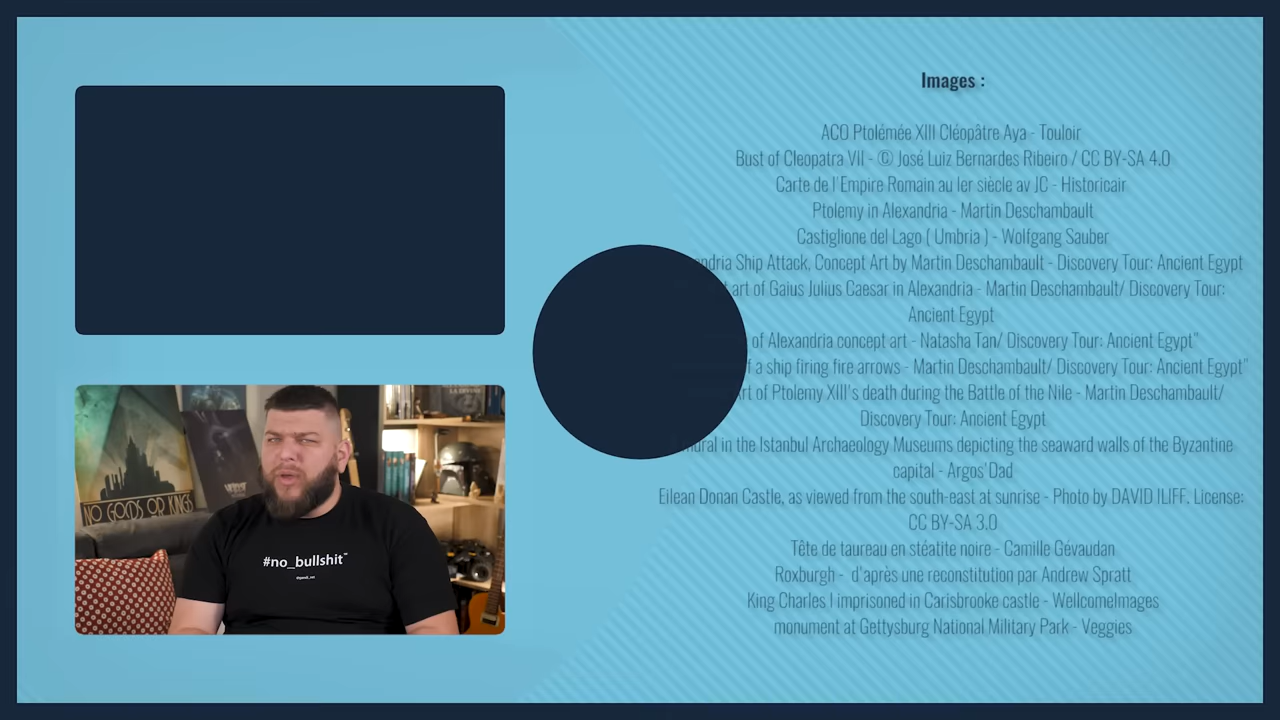 Images :
ACO Ptolémée XIII Cléopâtre Aya - Touloir
Bust of Cleopatra VII - © José Luiz Bernardes Ribeiro / CC BY-SA 4.0
Carte de l'Empire Romain au Ier siècle av JC - Historicair
Ptolemy in Alexandria - Martin Deschambault
Castiglione del Lago ( Umbria ) - Wolfgang Sauber
Ship Attack, Concept Art by Martin Deschambault - Discovery Tour: Ancient Egypt
art of Gaius Julius Caesar in Alexandria - Martin Deschambault/ Discovery Tour:
Ancient Egypt
of Alexandria concept art - Natasha Tan/ Discovery Tour: Ancient Egypt"
a ship firing fire arrows - Martin Deschambault/ Discovery Tour: Ancient Egypt"
of Ptolemy XIII's death during the Battle of the Nile - Martin Deschambault/
Discovery Tour: Ancient Egypt
in the Istanbul Archaeology Museums depicting the seaward walls of the Byzantine
capital - Argos'Dad
Eilean Donan Castle, as viewed from the south-east at sunrise - Photo by DAVID ILIFF. License:
CC BY-SA 3.0
Tête de taureau en stéatite noire - Camille Gévaudan
Roxburgh - d'après une reconstitution par Andrew Spratt
King Charles I imprisoned in Carisbrooke castle - WellcomeImages
monument at Gettysburg National Military Park - Veggies
NO GODS OR KINGS
#no_bullshit